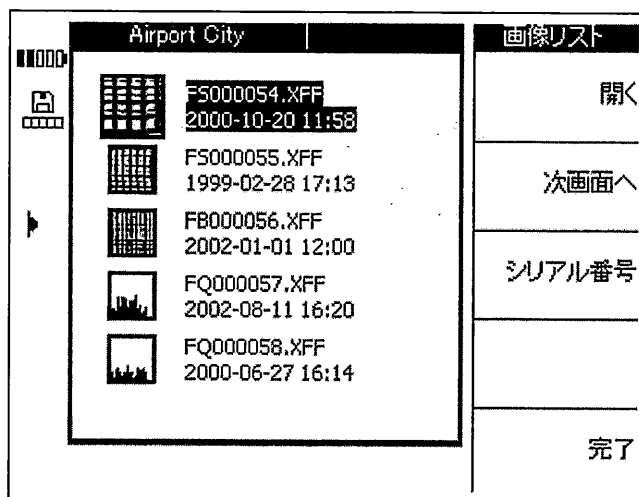 Airport City
画像リスト
FS000054.XFF
2000-10-20 11:58
FS000055.XFF
1999-02-28 17:13
FB000056.XFF
2002-01-01 12:00
FQ000057.XFF
2002-08-11 16:20
FQ000058.XFF
2000-06-27 16:14
開く
次画面へ
シリアル番号
完了